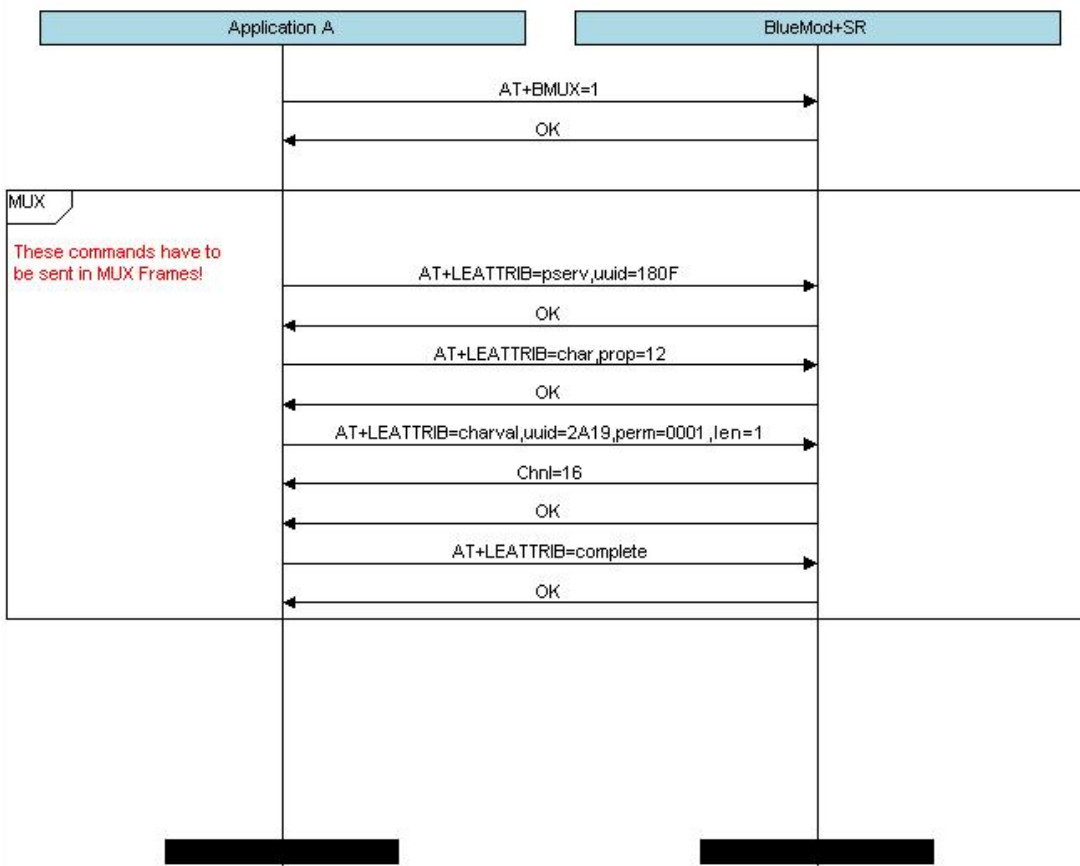 Application A
BlueMod+SR
AT+BMUX=1
OK
MUX
These commands have to
be sent in MUX Frames!
AT+LEATTRIB=pserv,uuid=180F
OK
AT+LEATTRIB=char,prop=12
OK
AT+LEATTRIB=charval,uuid=2A19,perm=0001,len=1
Chnl=16
OK
AT+LEATTRIB=complete
OK